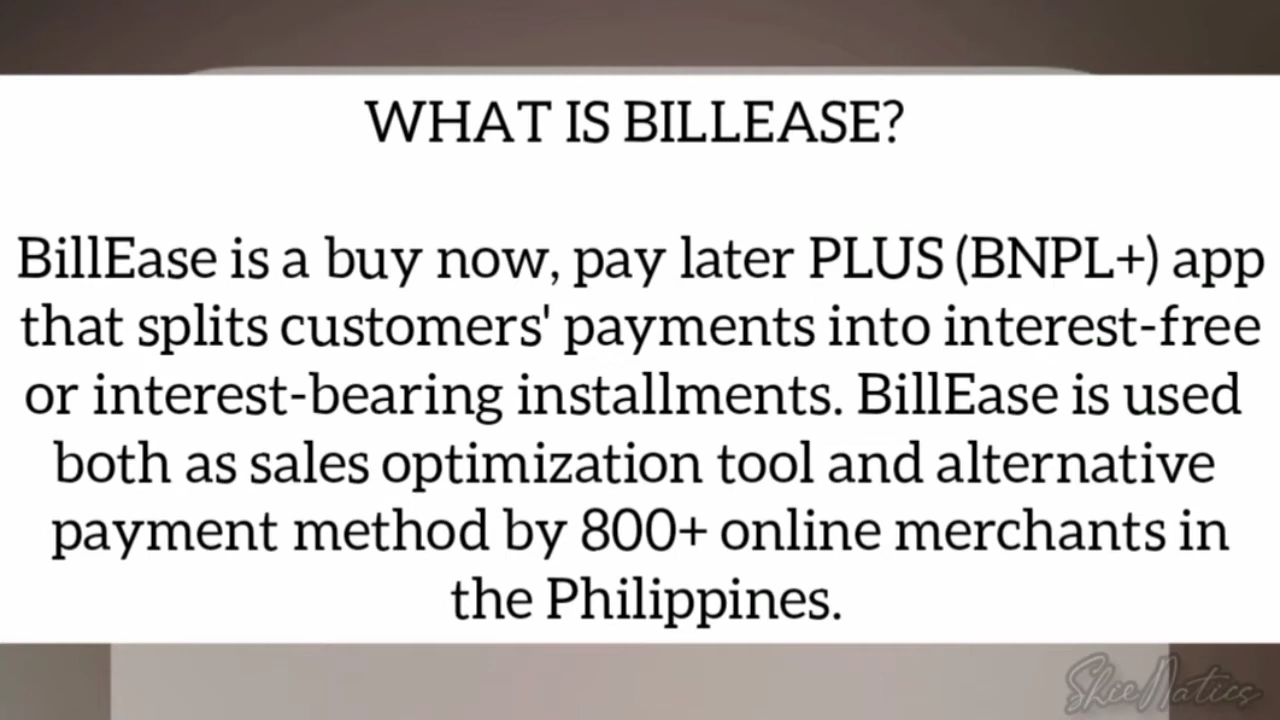 WHAT IS BILLEASE?
BillEase is a buy now, pay later PLUS (BNPL+) app
that splits customers' payments into interest-free
or interest-bearing installments. BillEase is used
both as sales optimization tool and alternative
payment method by 800+ online merchants in
the Philippines.
ShieNatics